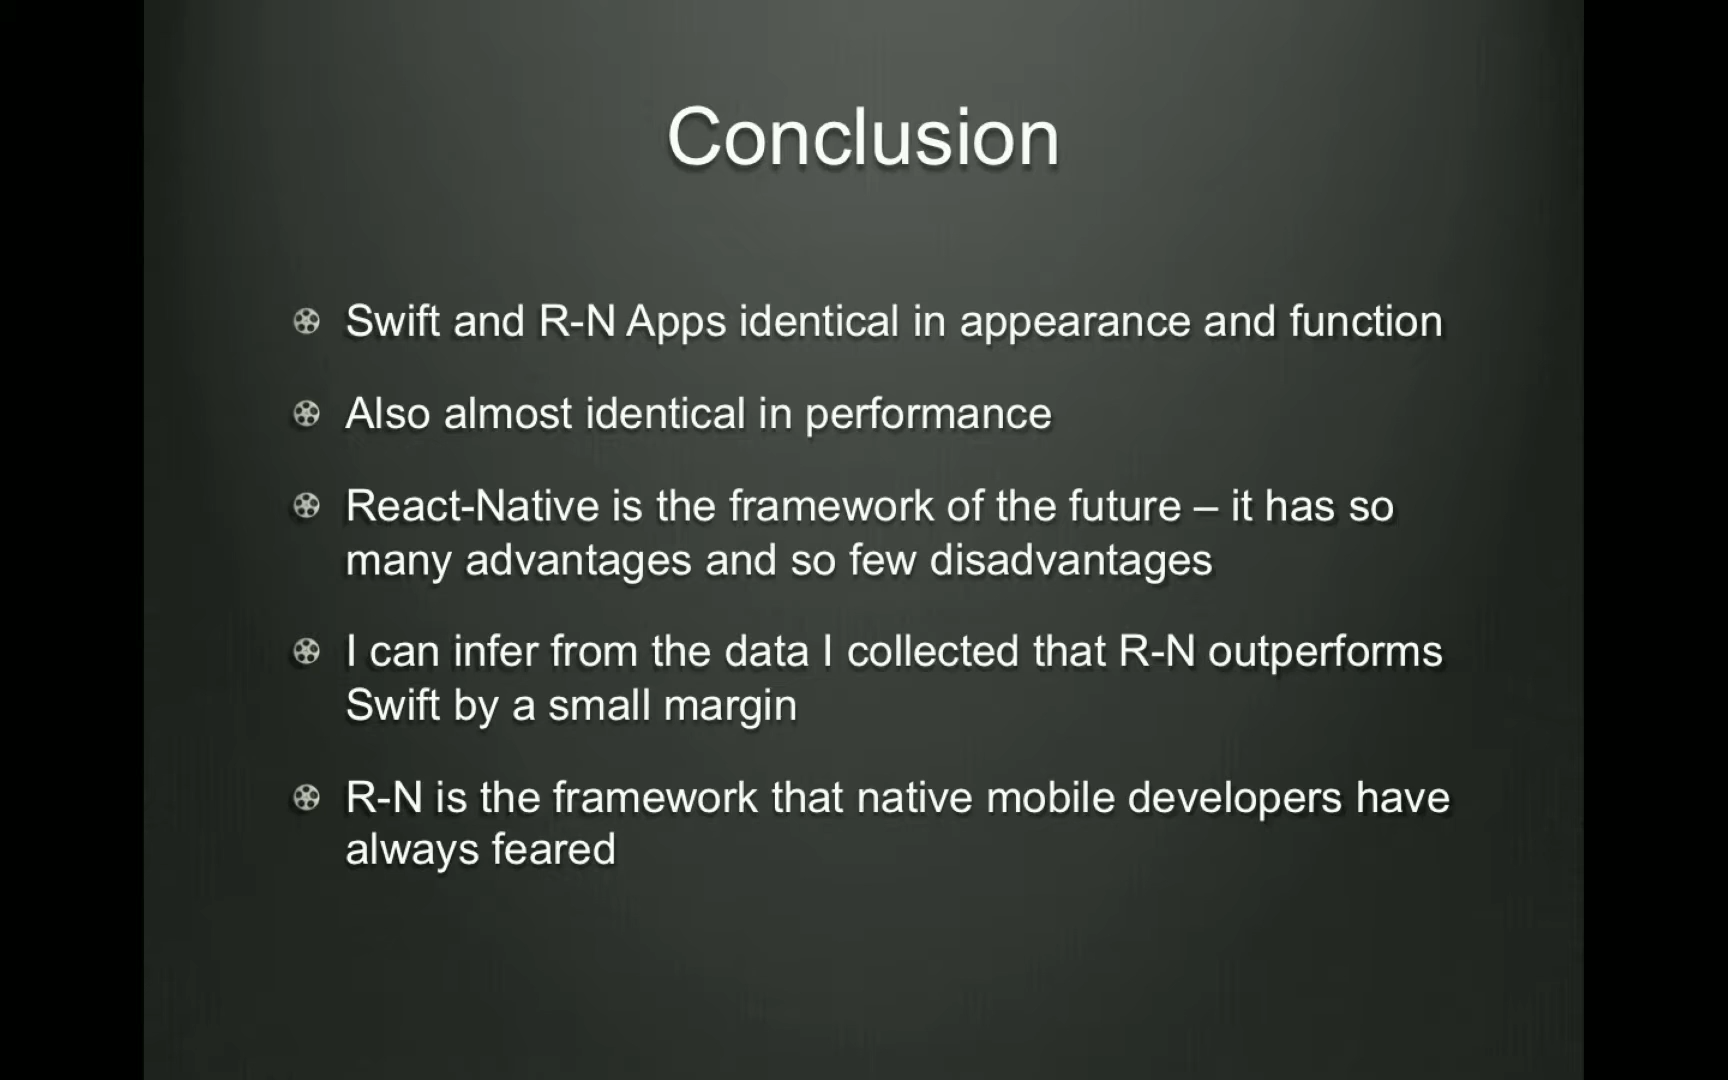 Conclusion
Swift and R-N Apps identical in appearance and function
Also almost identical in performance
React-Native is the framework of the future – it has so
many advantages and so few disadvantages
I can infer from the data I collected that R-N outperforms
Swift by a small margin
R-N is the framework that native mobile developers have
always feared